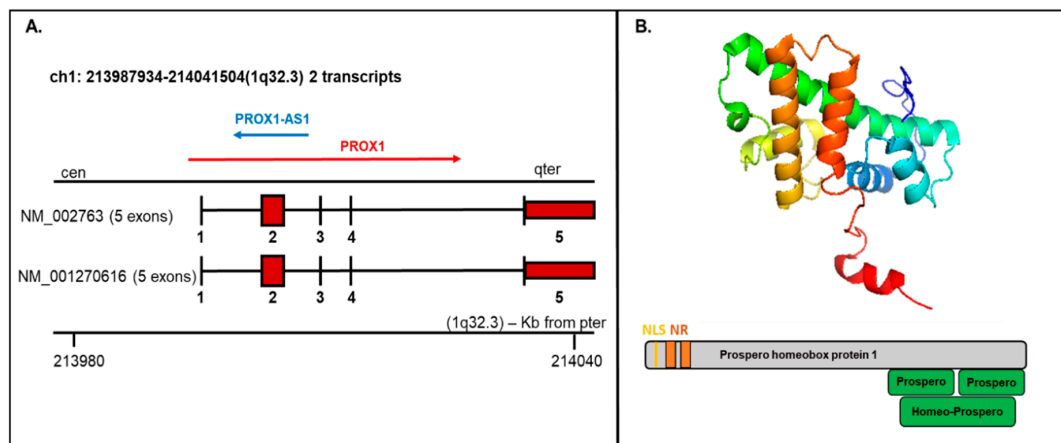 A.
ch1: 213987934-214041504(1q32.3) 2 transcripts
PROX1-AS1
PROX1
cen
qter
NM_002763 (5 exons)
1 2 3 4 5
NM_001270616 (5 exons)
1 2 3 4 5
(1q32.3) – Kb from pter
213980 214040
B.
NLS NR
Prospero homeobox protein 1
Prospero Prospero
Homeo-Prospero